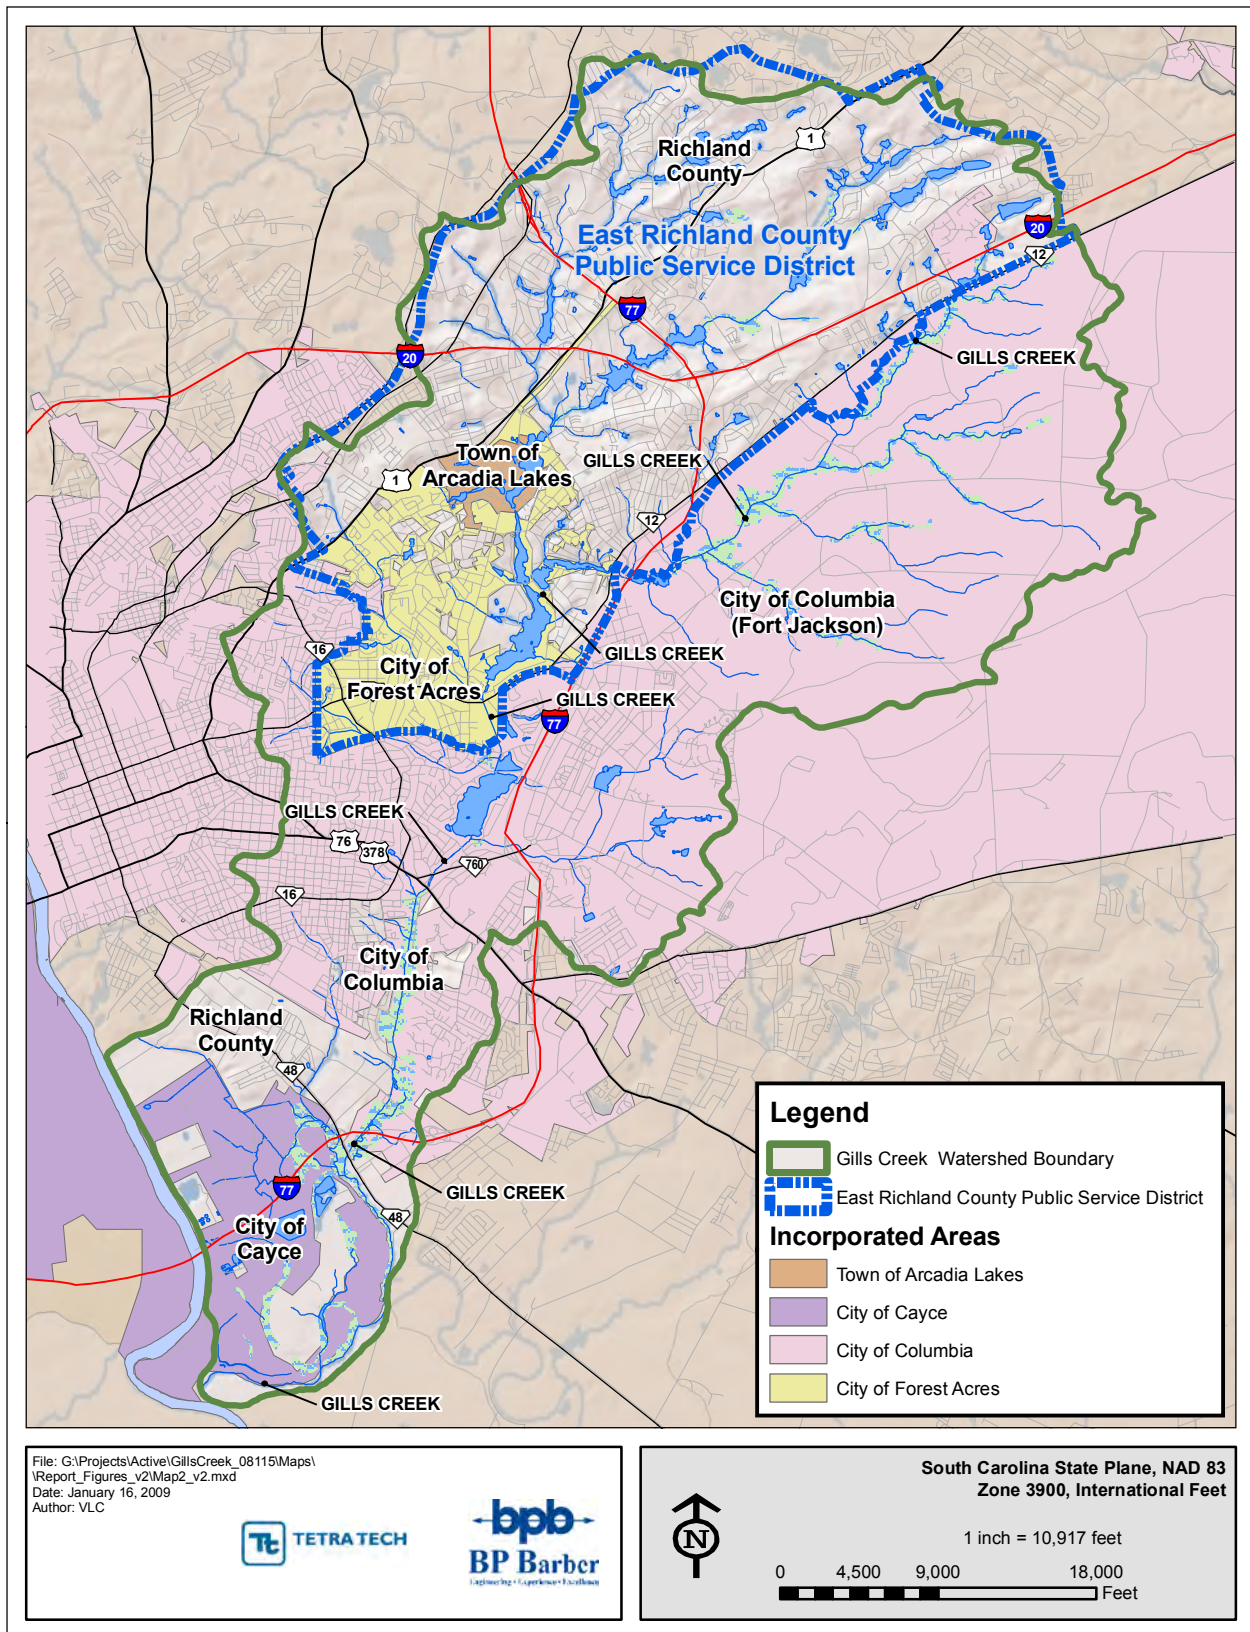 Richland
County
1
East Richland County
Public Service District
20
12
77
20
GILLS CREEK
Town of
Arcadia Lakes
GILLS CREEK
1
12
City of Columbia
(Fort Jackson)
16
GILLS CREEK
City of
Forest Acres
GILLS CREEK
77
GILLS CREEK
76
378
760
16
City of
Columbia
Richland
County
48
GILLS CREEK
77
48
City of
Cayce
GILLS CREEK
Legend
Gills Creek Watershed Boundary
East Richland County Public Service District
Incorporated Areas
Town of Arcadia Lakes
City of Cayce
City of Columbia
City of Forest Acres
File: G:\Projects\Active\GillsCreek_08115\Maps\
\Report_Figures_v2\Map2_v2.mxd
Date: January 16, 2009
Author: VLC
Tt TETRA TECH
bpb
BP Barber
Engineering • Experience • Excellence
South Carolina State Plane, NAD 83
Zone 3900, International Feet
N
1 inch = 10,917 feet
0 4,500 9,000 18,000
Feet